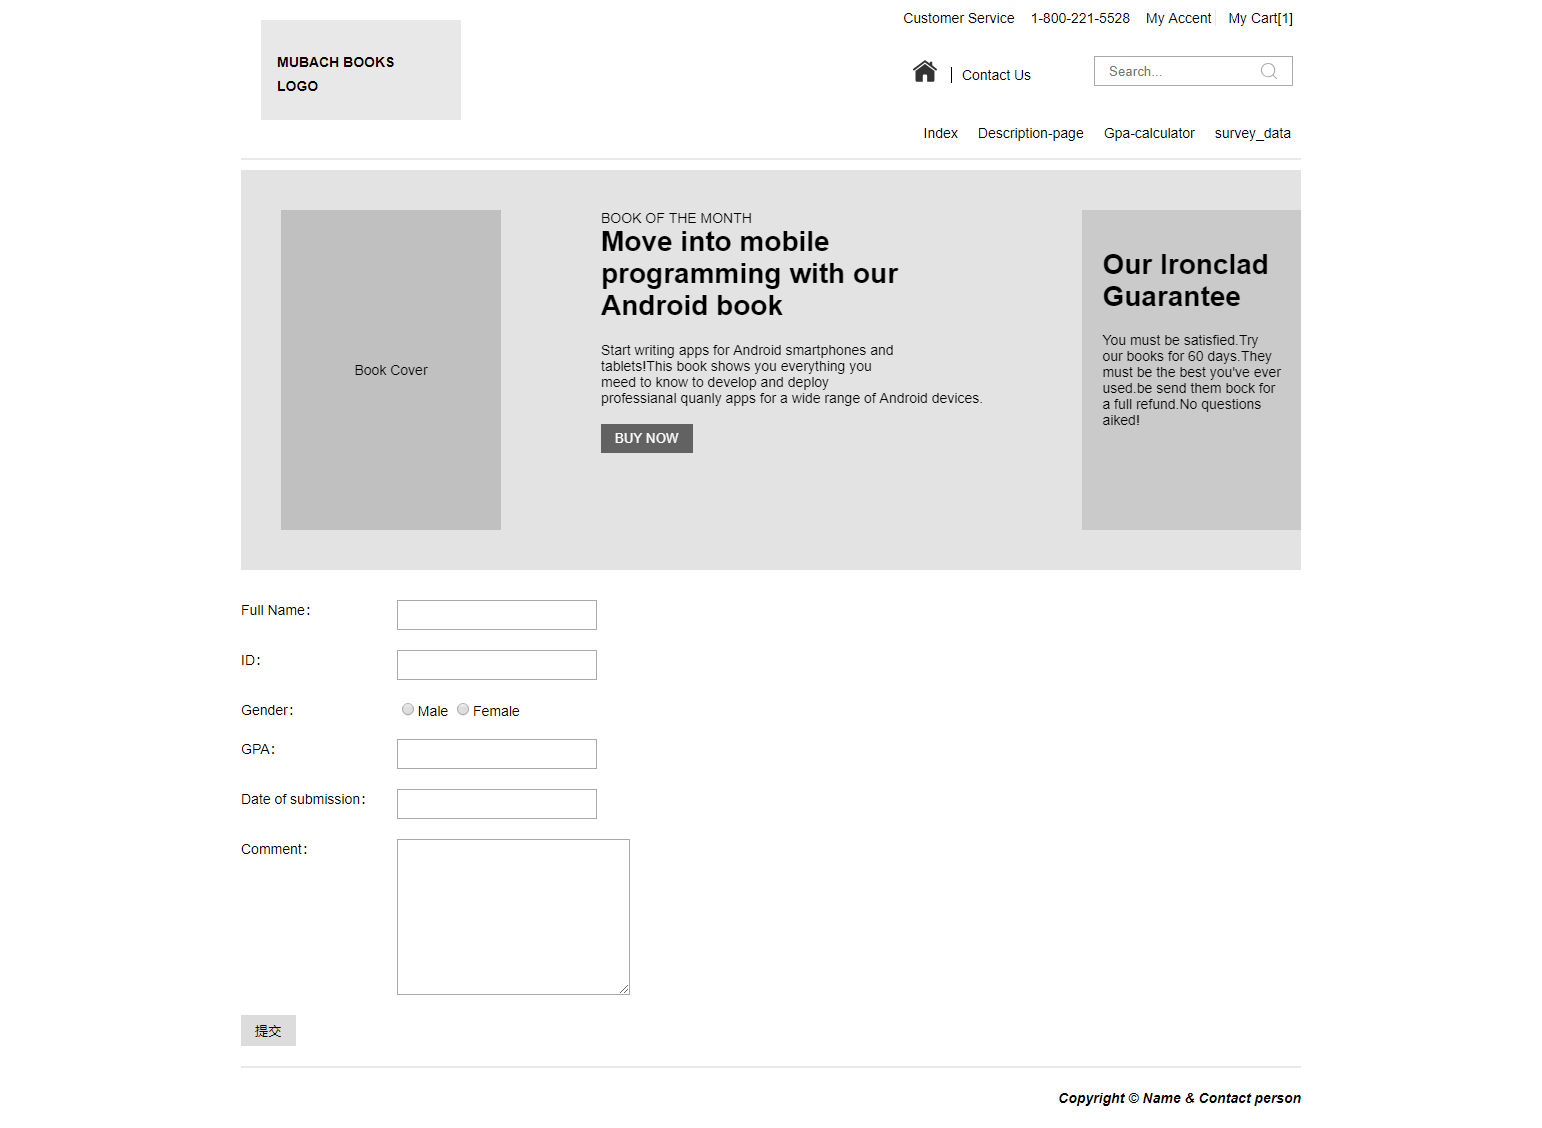 Customer Service 1-800-221-5528 My Accent My Cart[1]
MUBACH BOOKS
LOGO
Contact Us
Search...
Index Description-page Gpa-calculator survey_data
Book Cover
BOOK OF THE MONTH
Move into mobile
programming with our
Android book
Start writing apps for Android smartphones and
tablets!This book shows you everything you
meed to know to develop and deploy
professianal quanly apps for a wide range of Android devices.
BUY NOW
Our Ironclad
Guarantee
You must be satisfied.Try
our books for 60 days.They
must be the best you've ever
used.be send them bock for
a full refund.No questions
aiked!
Full Name:
ID:
Gender: Male Female
GPA:
Date of submission:
Comment:
提交
Copyright © Name & Contact person